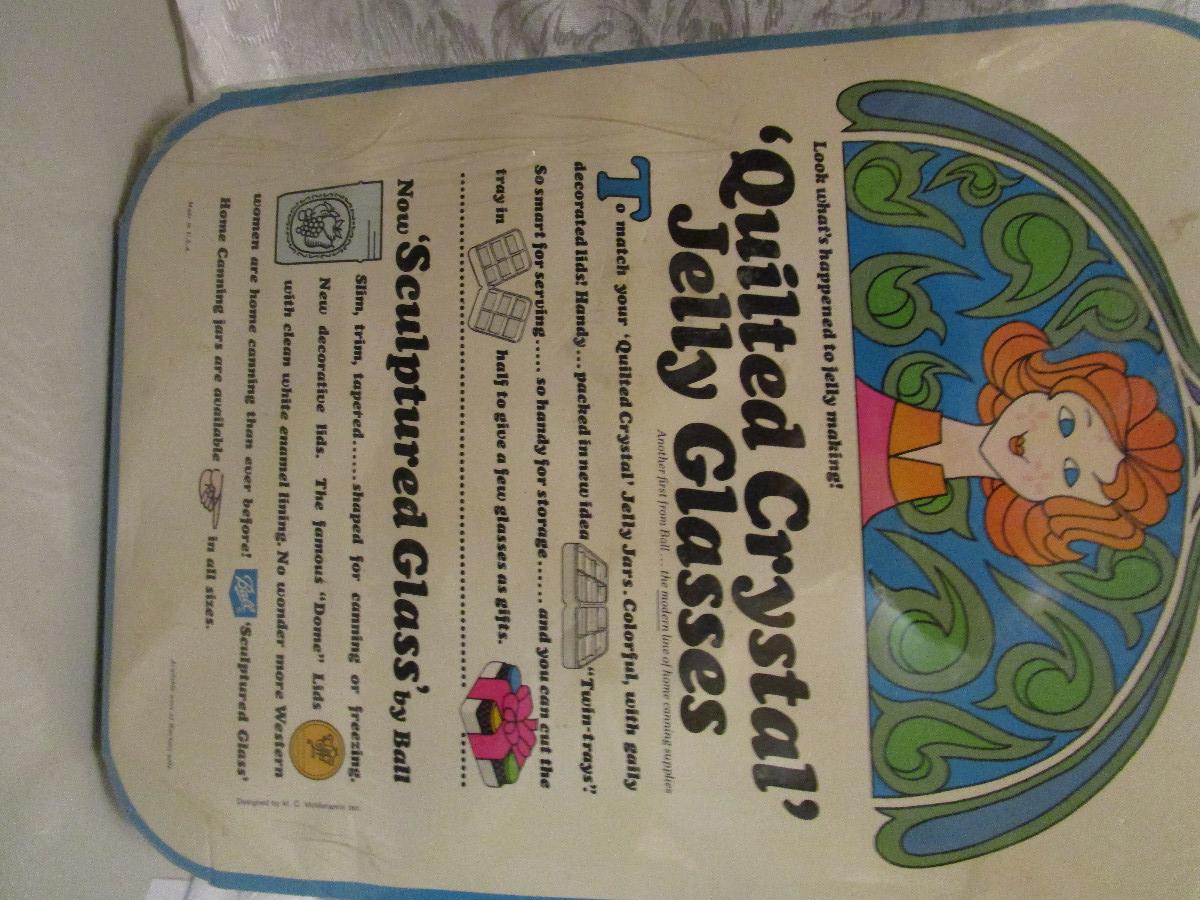 Look what's happened to jelly making!
'Quilted Crystal'
Jelly Glasses
Another first from Ball... the modern line of home canning supplies
To match your 'Quilted Crystal' Jelly Jars. Colorful, with gaily
decorated lids! Handy... packed in new idea "Twin-trays"!
So smart for serving..... so handy for storage...... and you can cut the
tray in half to give a few glasses as gifts.
Now 'Sculptured Glass' by Ball
Slim, trim, tapered......shaped for canning or freezing.
New decorative lids. The famous "Dome" Lids
with clean white enamel lining. No wonder more Western
women are home canning than ever before! Ball 'Sculptured Glass'
Home Canning jars are available in all sizes.
Made in U.S.A.
Designed by